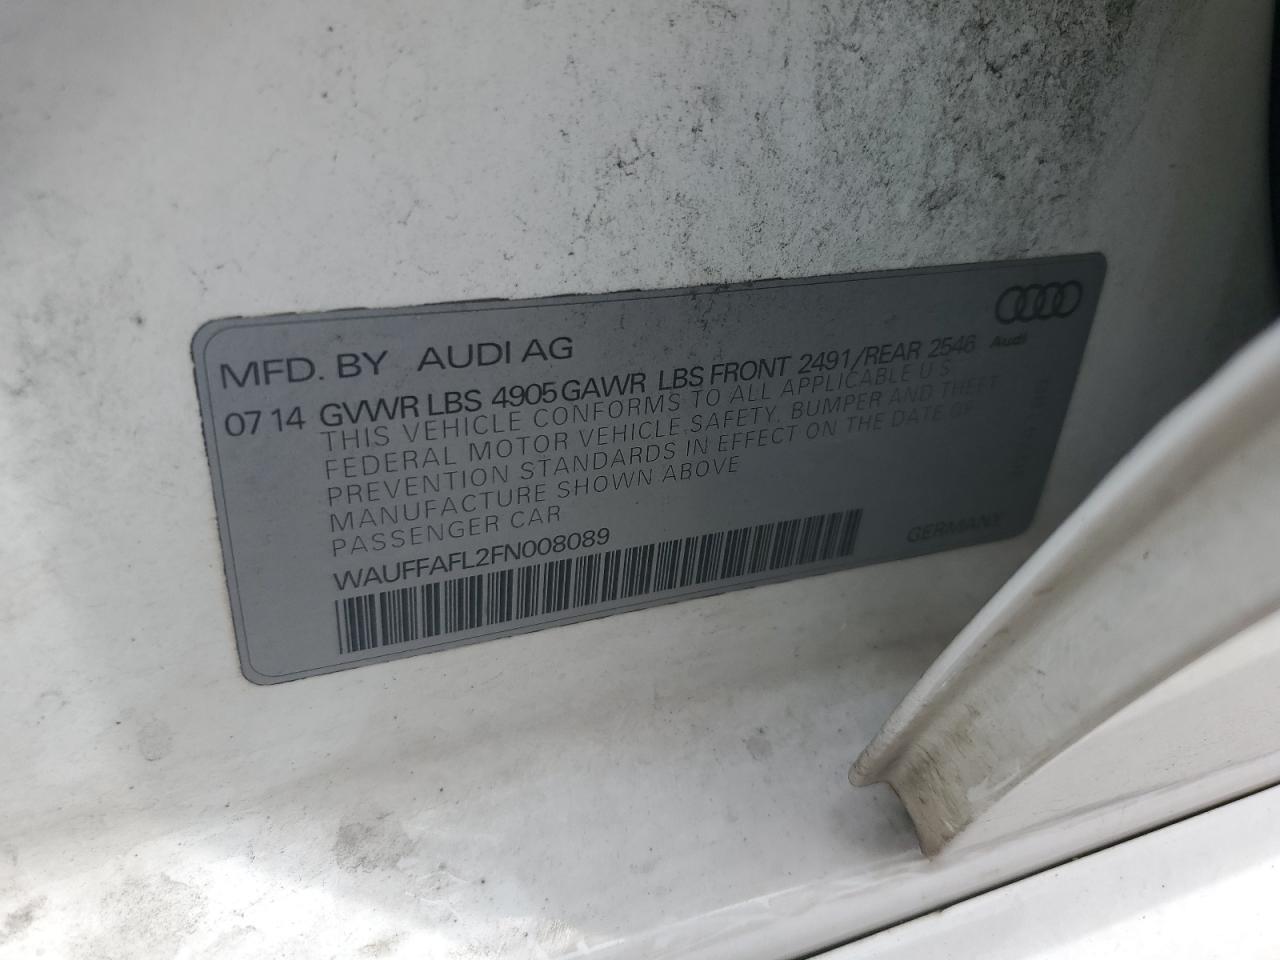 MFD. BY AUDI AG
Audi
07 14 GVWR LBS 4905 GAWR LBS FRONT 2491/REAR 2546
THIS VEHICLE CONFORMS TO ALL APPLICABLE U.S.
FEDERAL MOTOR VEHICLE SAFETY, BUMPER AND THEFT
PREVENTION STANDARDS IN EFFECT ON THE DATE OF
MANUFACTURE SHOWN ABOVE
PASSENGER CAR
WAUFFAFL2FN008089
GERMANY